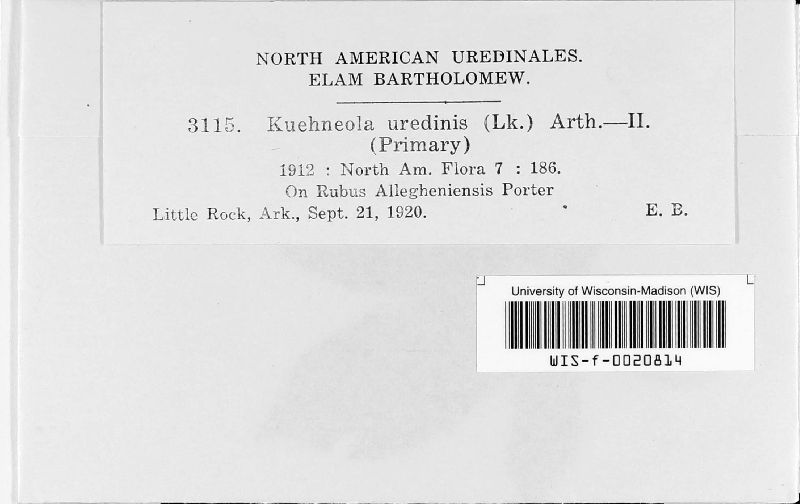 NORTH AMERICAN UREDINALES.
ELAM BARTHOLOMEW.
3115. Kuehneola uredinis (Lk.) Arth.—II.
(Primary)
1912 : North Am. Flora 7 : 186.
On Rubus Allegheniensis Porter
Little Rock, Ark., Sept. 21, 1920. E. B.
University of Wisconsin-Madison (WIS)
WIS-f-0020814